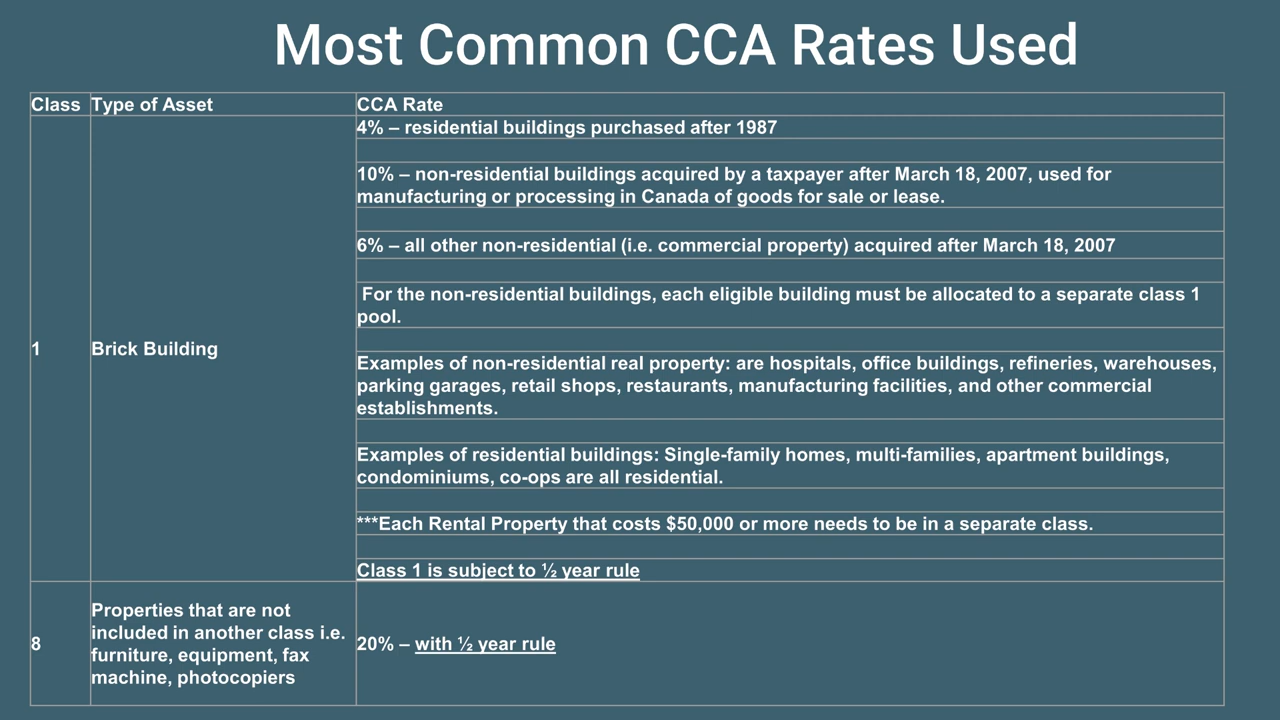 Most Common CCA Rates Used
Class
Type of Asset
CCA Rate
1
Brick Building
4% – residential buildings purchased after 1987
10% – non-residential buildings acquired by a taxpayer after March 18, 2007, used for
manufacturing or processing in Canada of goods for sale or lease.
6% – all other non-residential (i.e. commercial property) acquired after March 18, 2007
For the non-residential buildings, each eligible building must be allocated to a separate class 1
pool.
Examples of non-residential real property: are hospitals, office buildings, refineries, warehouses,
parking garages, retail shops, restaurants, manufacturing facilities, and other commercial
establishments.
Examples of residential buildings: Single-family homes, multi-families, apartment buildings,
condominiums, co-ops are all residential.
***Each Rental Property that costs $50,000 or more needs to be in a separate class.
Class 1 is subject to ½ year rule
8
Properties that are not
included in another class i.e.
furniture, equipment, fax
machine, photocopiers
20% – with ½ year rule